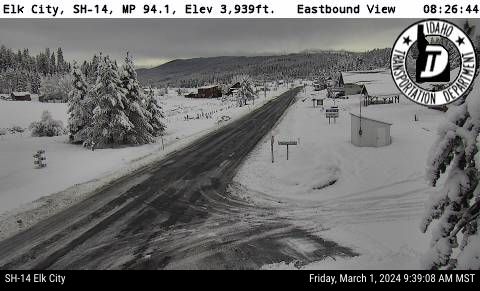 Elk City, SH-14, MP 94.1, Elev 3,939ft. Eastbound View 08:26:44
IDAHO
TRANSPORTATION DEPARTMENT
SH-14 Elk City Friday, March 1, 2024 9:39:08 AM MST